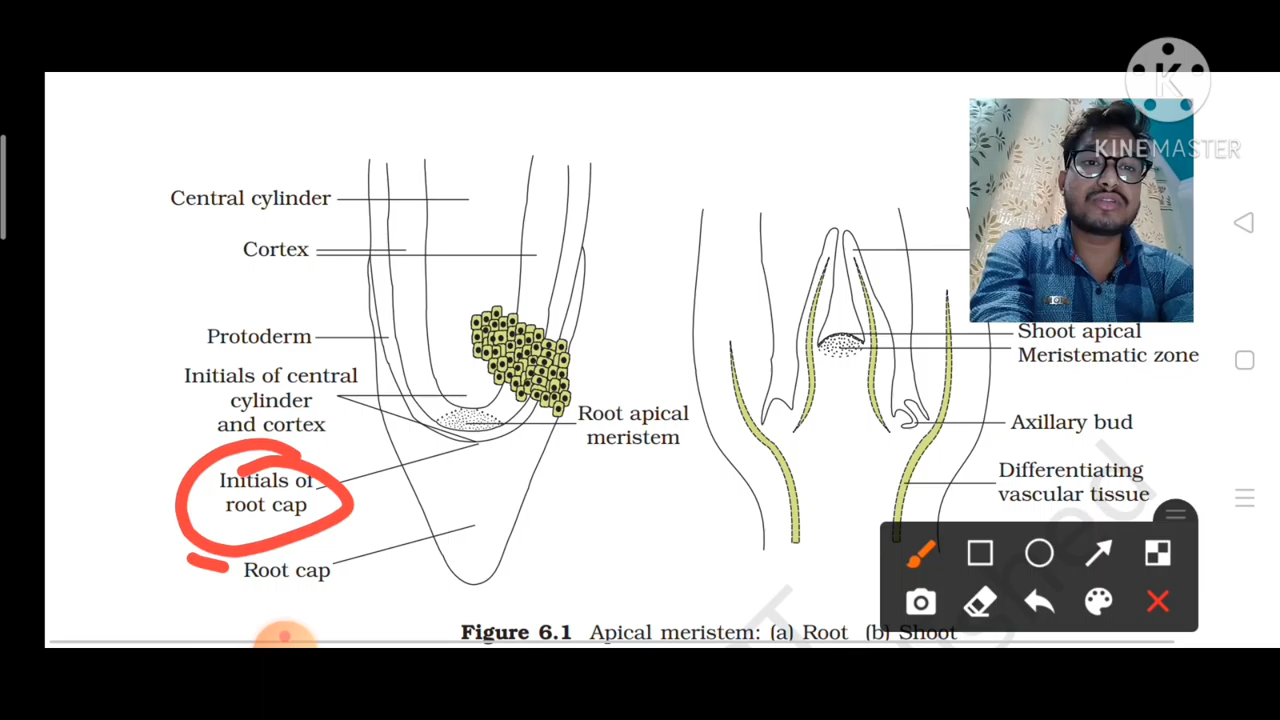 K
KINEMASTER
Central cylinder
Cortex
Protoderm
Initials of central
cylinder
and cortex
Initials of
root cap
Root cap
Root apical
meristem
Shoot apical
Meristematic zone
Axillary bud
Differentiating
vascular tissue
Figure 6.1 Apical meristem: (a) Root (b) Shoot